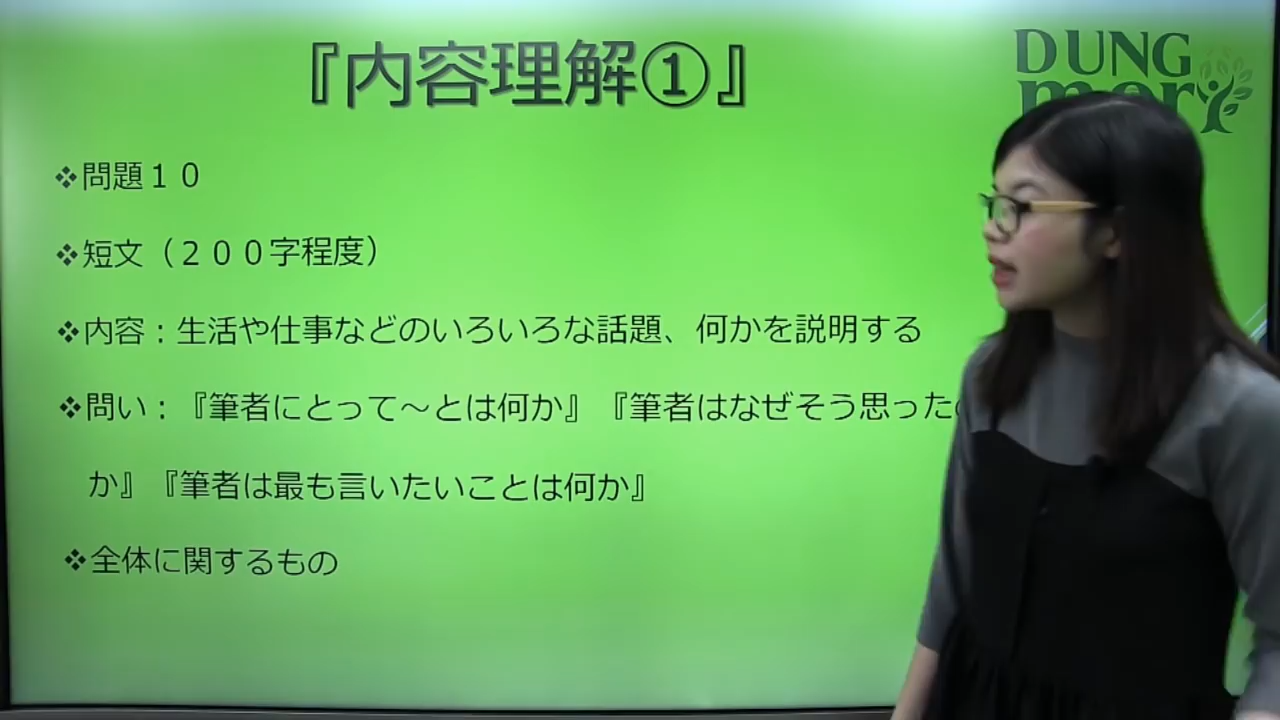 『内容理解①』
DUNG
mori
❖問題１０
❖短文（２００字程度）
❖内容：生活や仕事などのいろいろな話題、何かを説明する
❖問い：『筆者にとって～とは何か』『筆者はなぜそう思った
か』『筆者は最も言いたいことは何か』
❖全体に関するもの